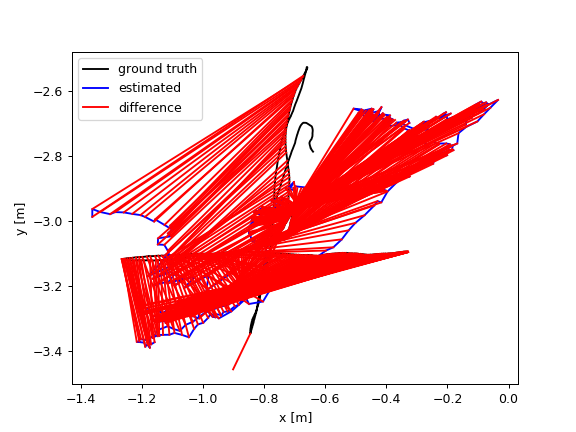 ground truth
estimated
difference
−2.6
−2.8
−3.0
−3.2
−3.4
y [m]
−1.4 −1.2 −1.0 −0.8 −0.6 −0.4 −0.2 0.0
x [m]